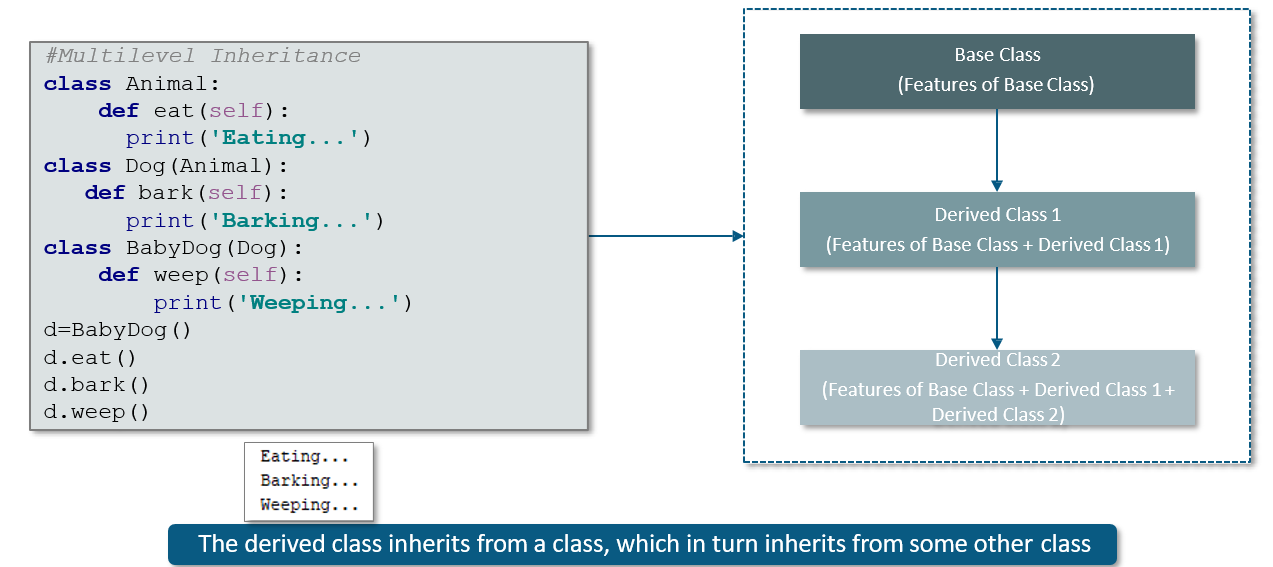 #Multilevel Inheritance
class Animal:
    def eat(self):
      print('Eating...')
class Dog(Animal):
   def bark(self):
      print('Barking...')
class BabyDog(Dog):
    def weep(self):
        print('Weeping...')
d=BabyDog()
d.eat()
d.bark()
d.weep()
Eating...
Barking...
Weeping...
Base Class
(Features of Base Class)
Derived Class 1
(Features of Base Class + Derived Class 1)
Derived Class 2
(Features of Base Class + Derived Class 1 +
Derived Class 2)
The derived class inherits from a class, which in turn inherits from some other class